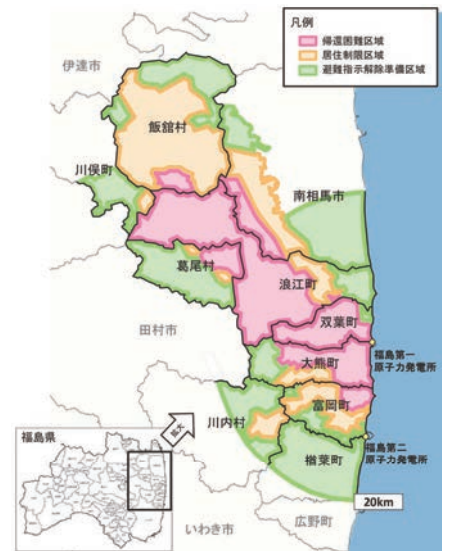 凡例
帰還困難区域
居住制限区域
避難指示解除準備区域
伊達市
飯舘村
川俣町
南相馬市
葛尾村
浪江町
田村市
双葉町
大熊町
福島第一
原子力発電所
富岡町
川内村
福島第二
原子力発電所
楢葉町
20km
広野町
いわき市
福島県
拡大